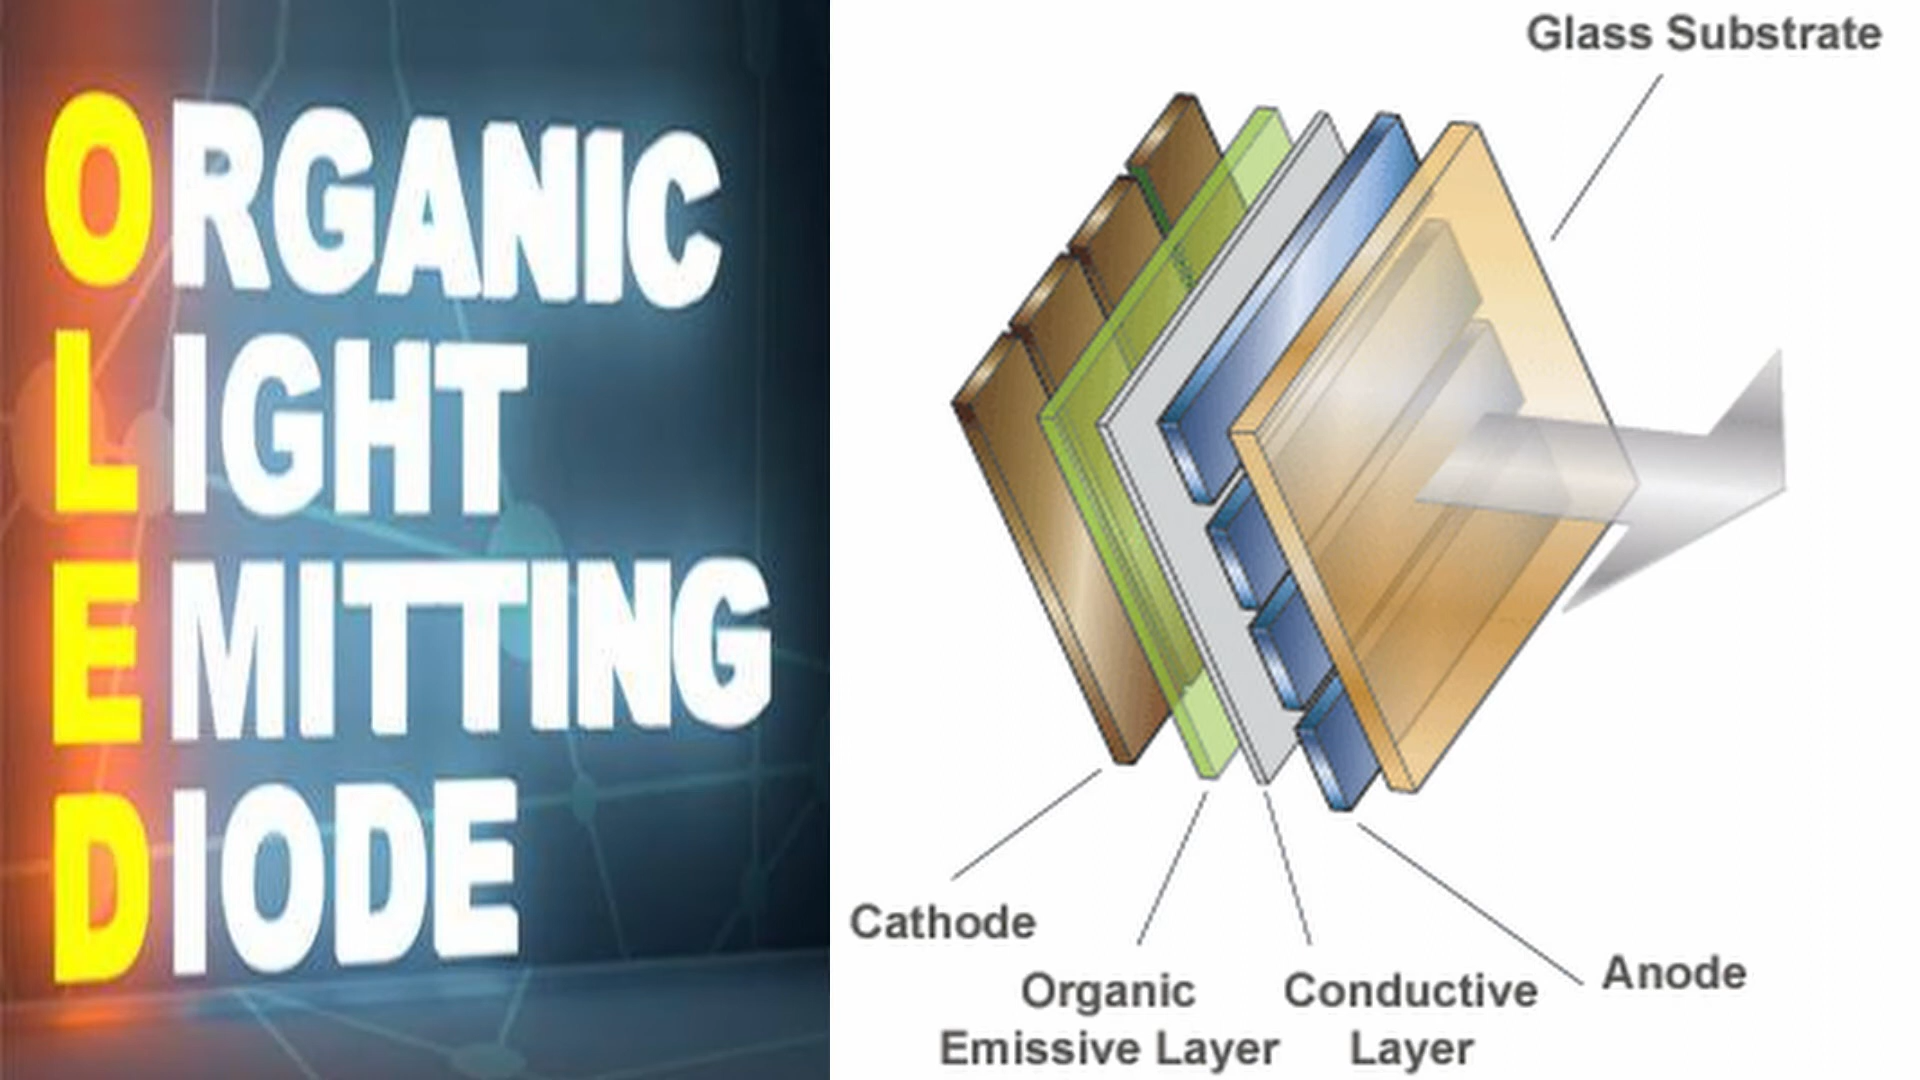 ORGANIC
LIGHT
EMITTING
DIODE
Glass Substrate
Cathode
Organic
Emissive Layer
Conductive
Layer
Anode